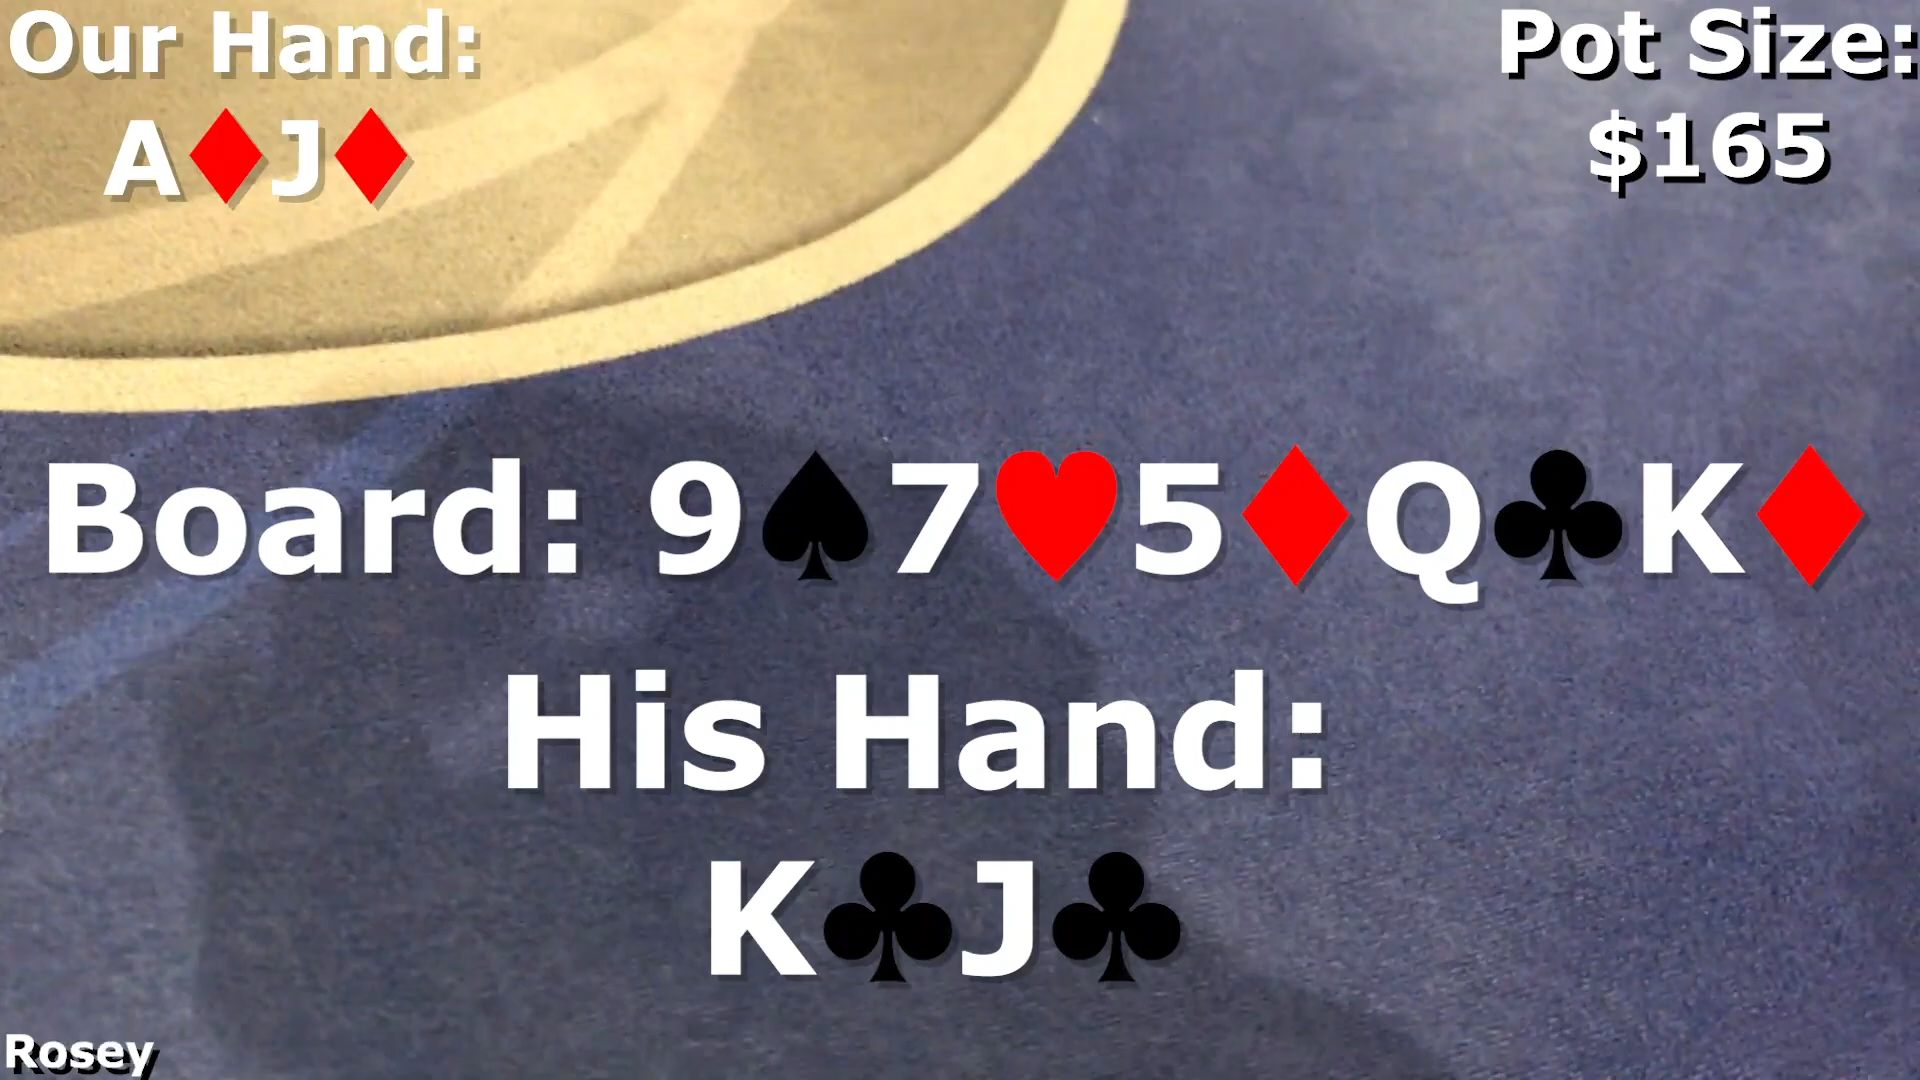 Our Hand:
A♦J♦
Pot Size:
$165
Board: 9♠7♥5♦Q♣K♦
His Hand:
K♣J♣
Rosey